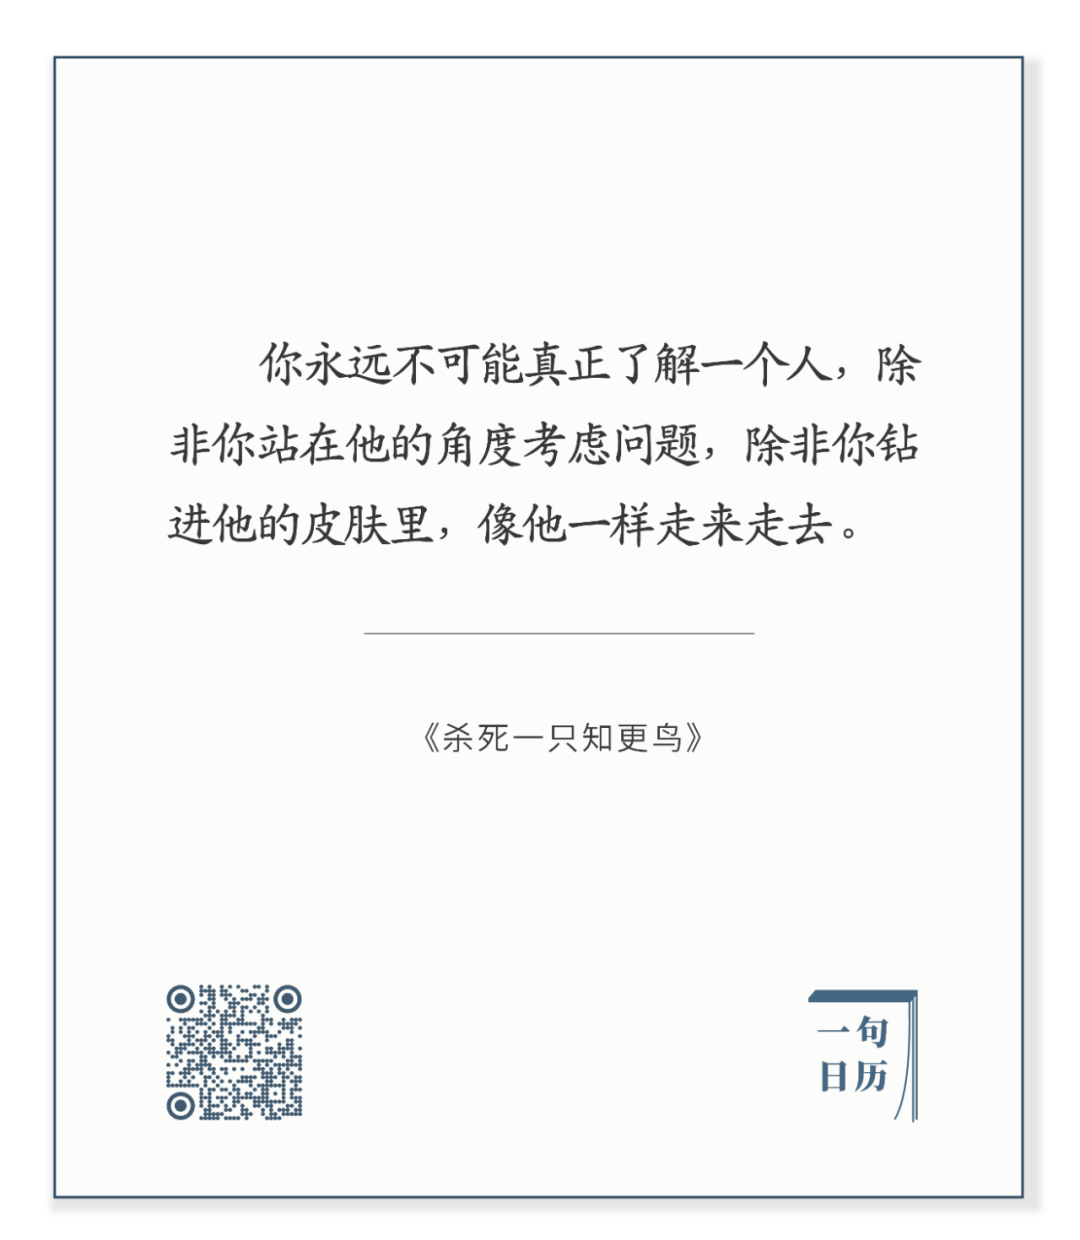 你永远不可能真正了解一个人，除
非你站在他的角度考虑问题，除非你钻
进他的皮肤里，像他一样走来走去。
《杀死一只知更鸟》
一句
日历